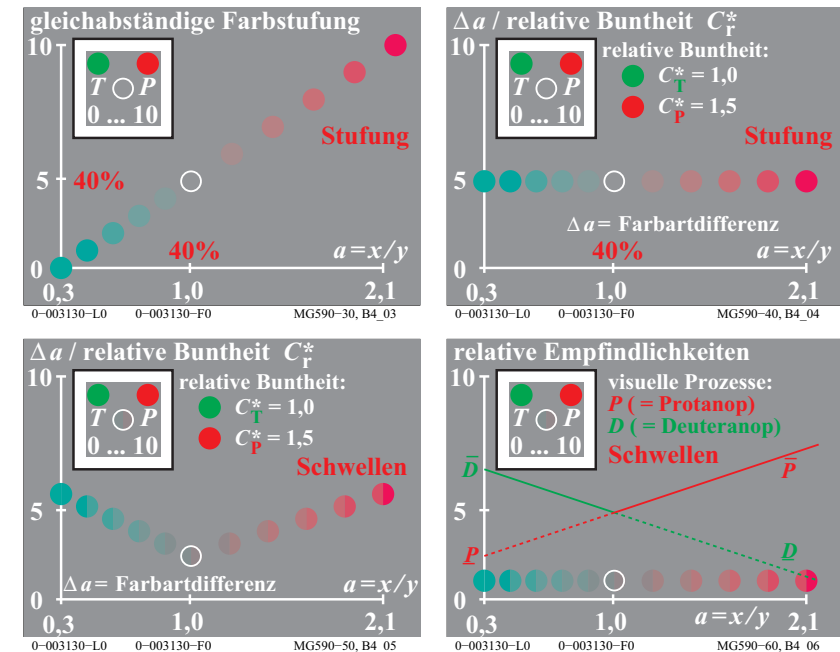 gleichabständige Farbstufung
10
T P
0 ... 10
Stufung
5
40%
40%
a=x/y
0
0,3 1,0 2,1
0−003130−L0 0−003130−F0 MG590−30, B4_03
Δa / relative Buntheit C*r
10
relative Buntheit:
C*T = 1,0
C*P = 1,5
T P
0 ... 10
Stufung
5
Δa = Farbartdifferenz
40%
a=x/y
0
0,3 1,0 2,1
0−003130−L0 0−003130−F0 MG590−40, B4_04
Δa / relative Buntheit C*r
10
relative Buntheit:
C*T = 1,0
C*P = 1,5
T P
0 ... 10
Schwellen
5
Δa = Farbartdifferenz a=x/y
0
0,3 1,0 2,1
0−003130−L0 0−003130−F0 MG590−50, B4_05
relative Empfindlichkeiten
10
visuelle Prozesse:
P ( = Protanop)
D ( = Deuteranop)
T P
0 ... 10
Schwellen
D̄ P̄
5
P̲ D̲
a=x/y
0
0,3 1,0 2,1
0−003130−L0 0−003130−F0 MG590−60, B4_06